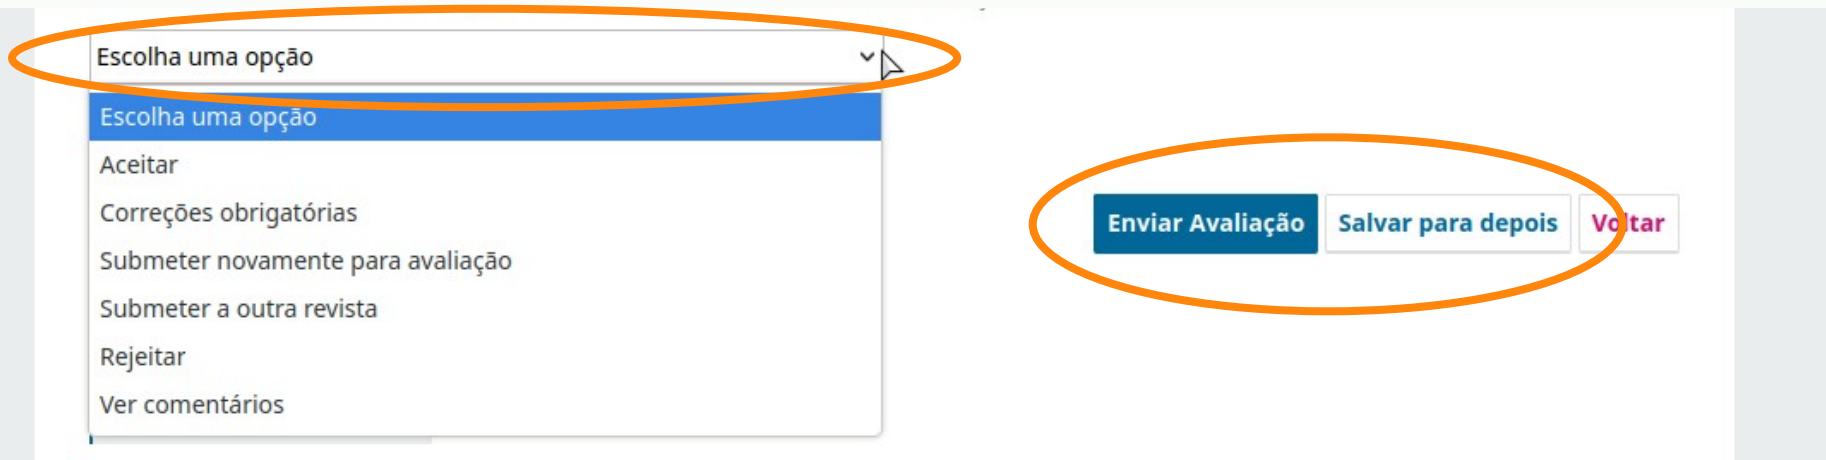 Escolha uma opção
Escolha uma opção
Aceitar
Correções obrigatórias
Submeter novamente para avaliação
Submeter a outra revista
Rejeitar
Ver comentários
Enviar Avaliação
Salvar para depois
Voltar